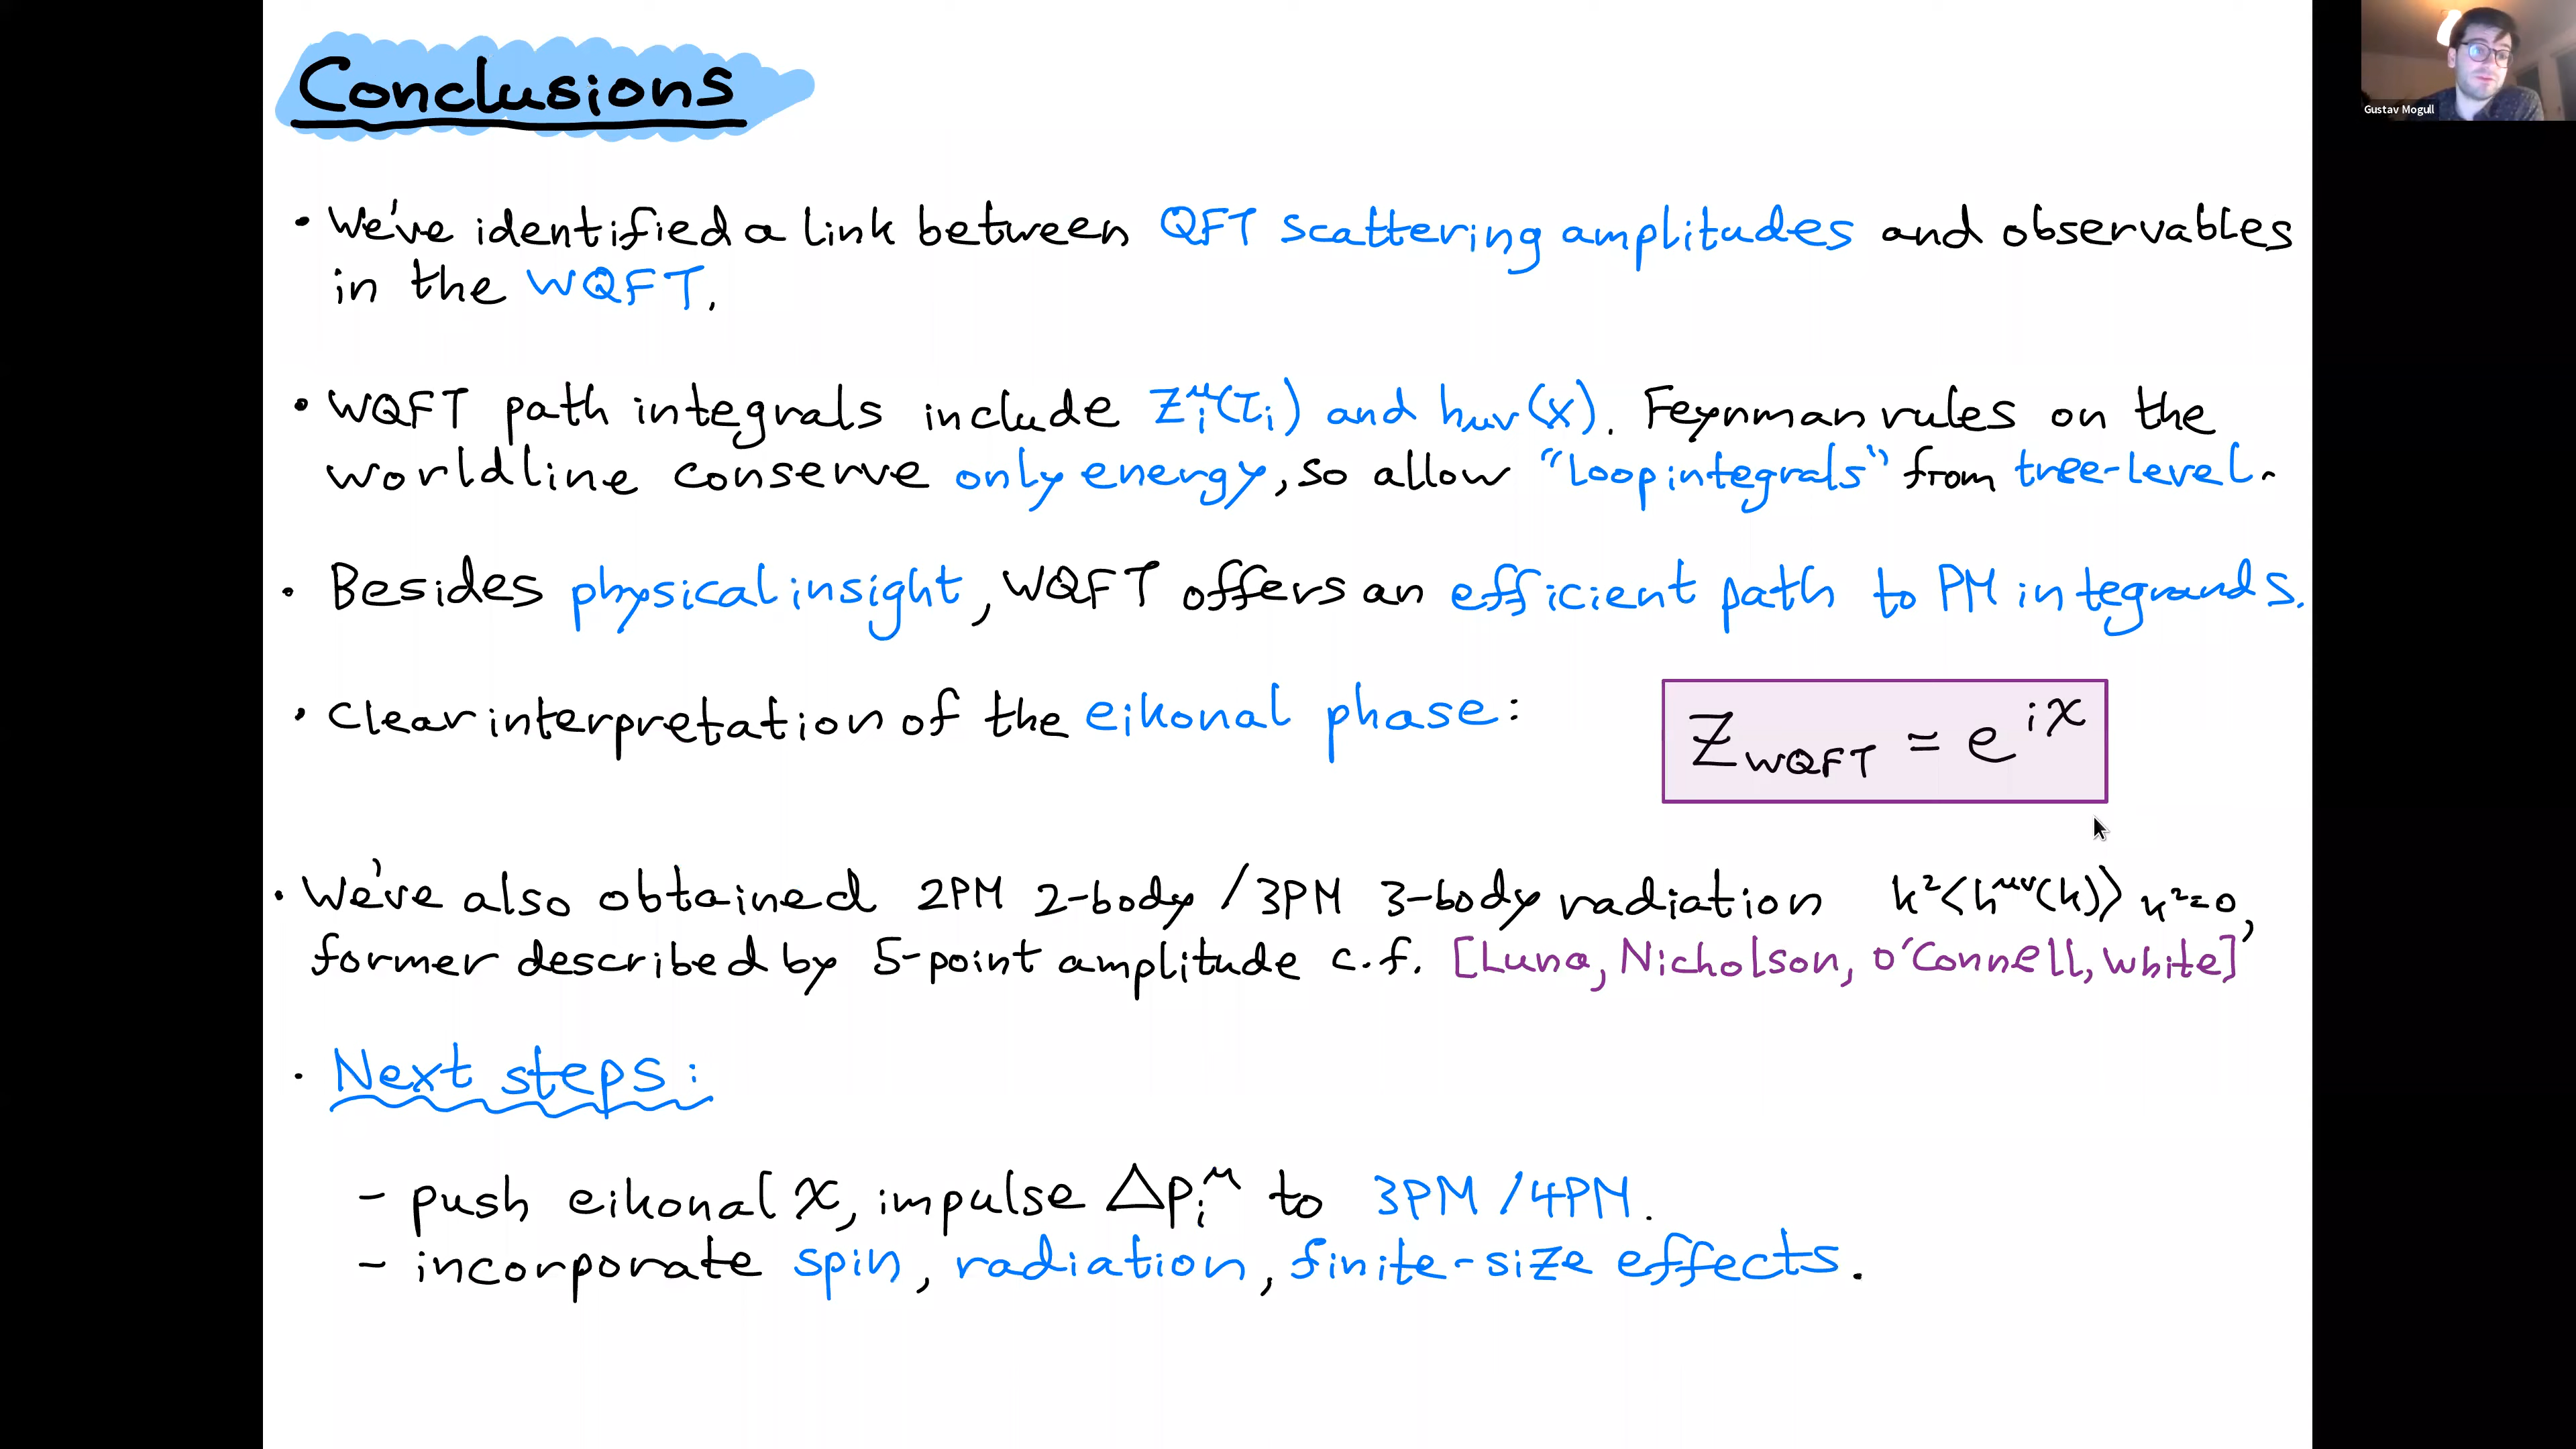 Conclusions
Gustav Mogull
• We've identified a link between QFT scattering amplitudes and observables
in the WQFT.
• WQFT path integrals include Z_i^μ(τ_i) and h_μν(x). Feynman rules on the
worldline conserve only energy, so allow "loop integrals" from tree-level.
• Besides physical insight, WQFT offers an efficient path to PM integrands.
• Clear interpretation of the eikonal phase:
Z_WQFT = e^{iχ}
• We've also obtained 2PM 2-body / 3PM 3-body radiation k²<h^μν(k)> k²=0,
former described by 5-point amplitude c.f. [Luna, Nicholson, O'Connell, White]
• Next steps:
- push eikonal χ, impulse Δp_i^μ to 3PM / 4PM.
- incorporate spin, radiation, finite-size effects.